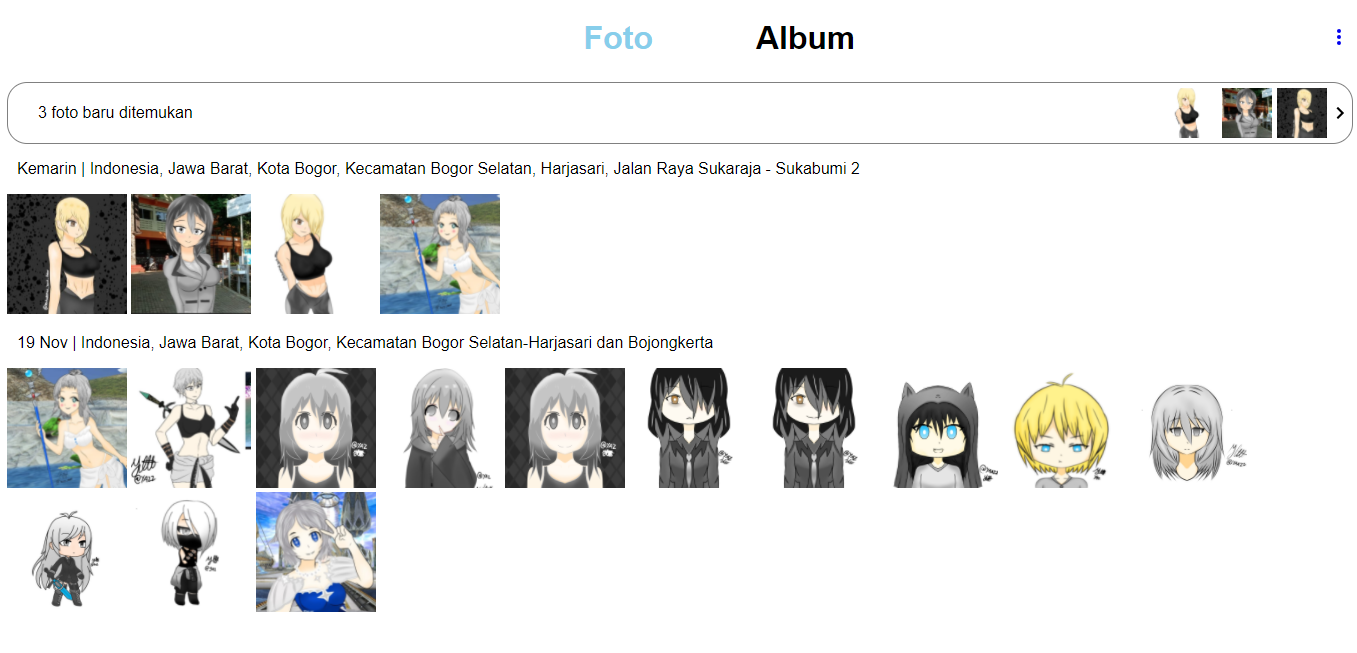 Foto Album
3 foto baru ditemukan
Kemarin | Indonesia, Jawa Barat, Kota Bogor, Kecamatan Bogor Selatan, Harjasari, Jalan Raya Sukaraja - Sukabumi 2
19 Nov | Indonesia, Jawa Barat, Kota Bogor, Kecamatan Bogor Selatan-Harjasari dan Bojongkerta